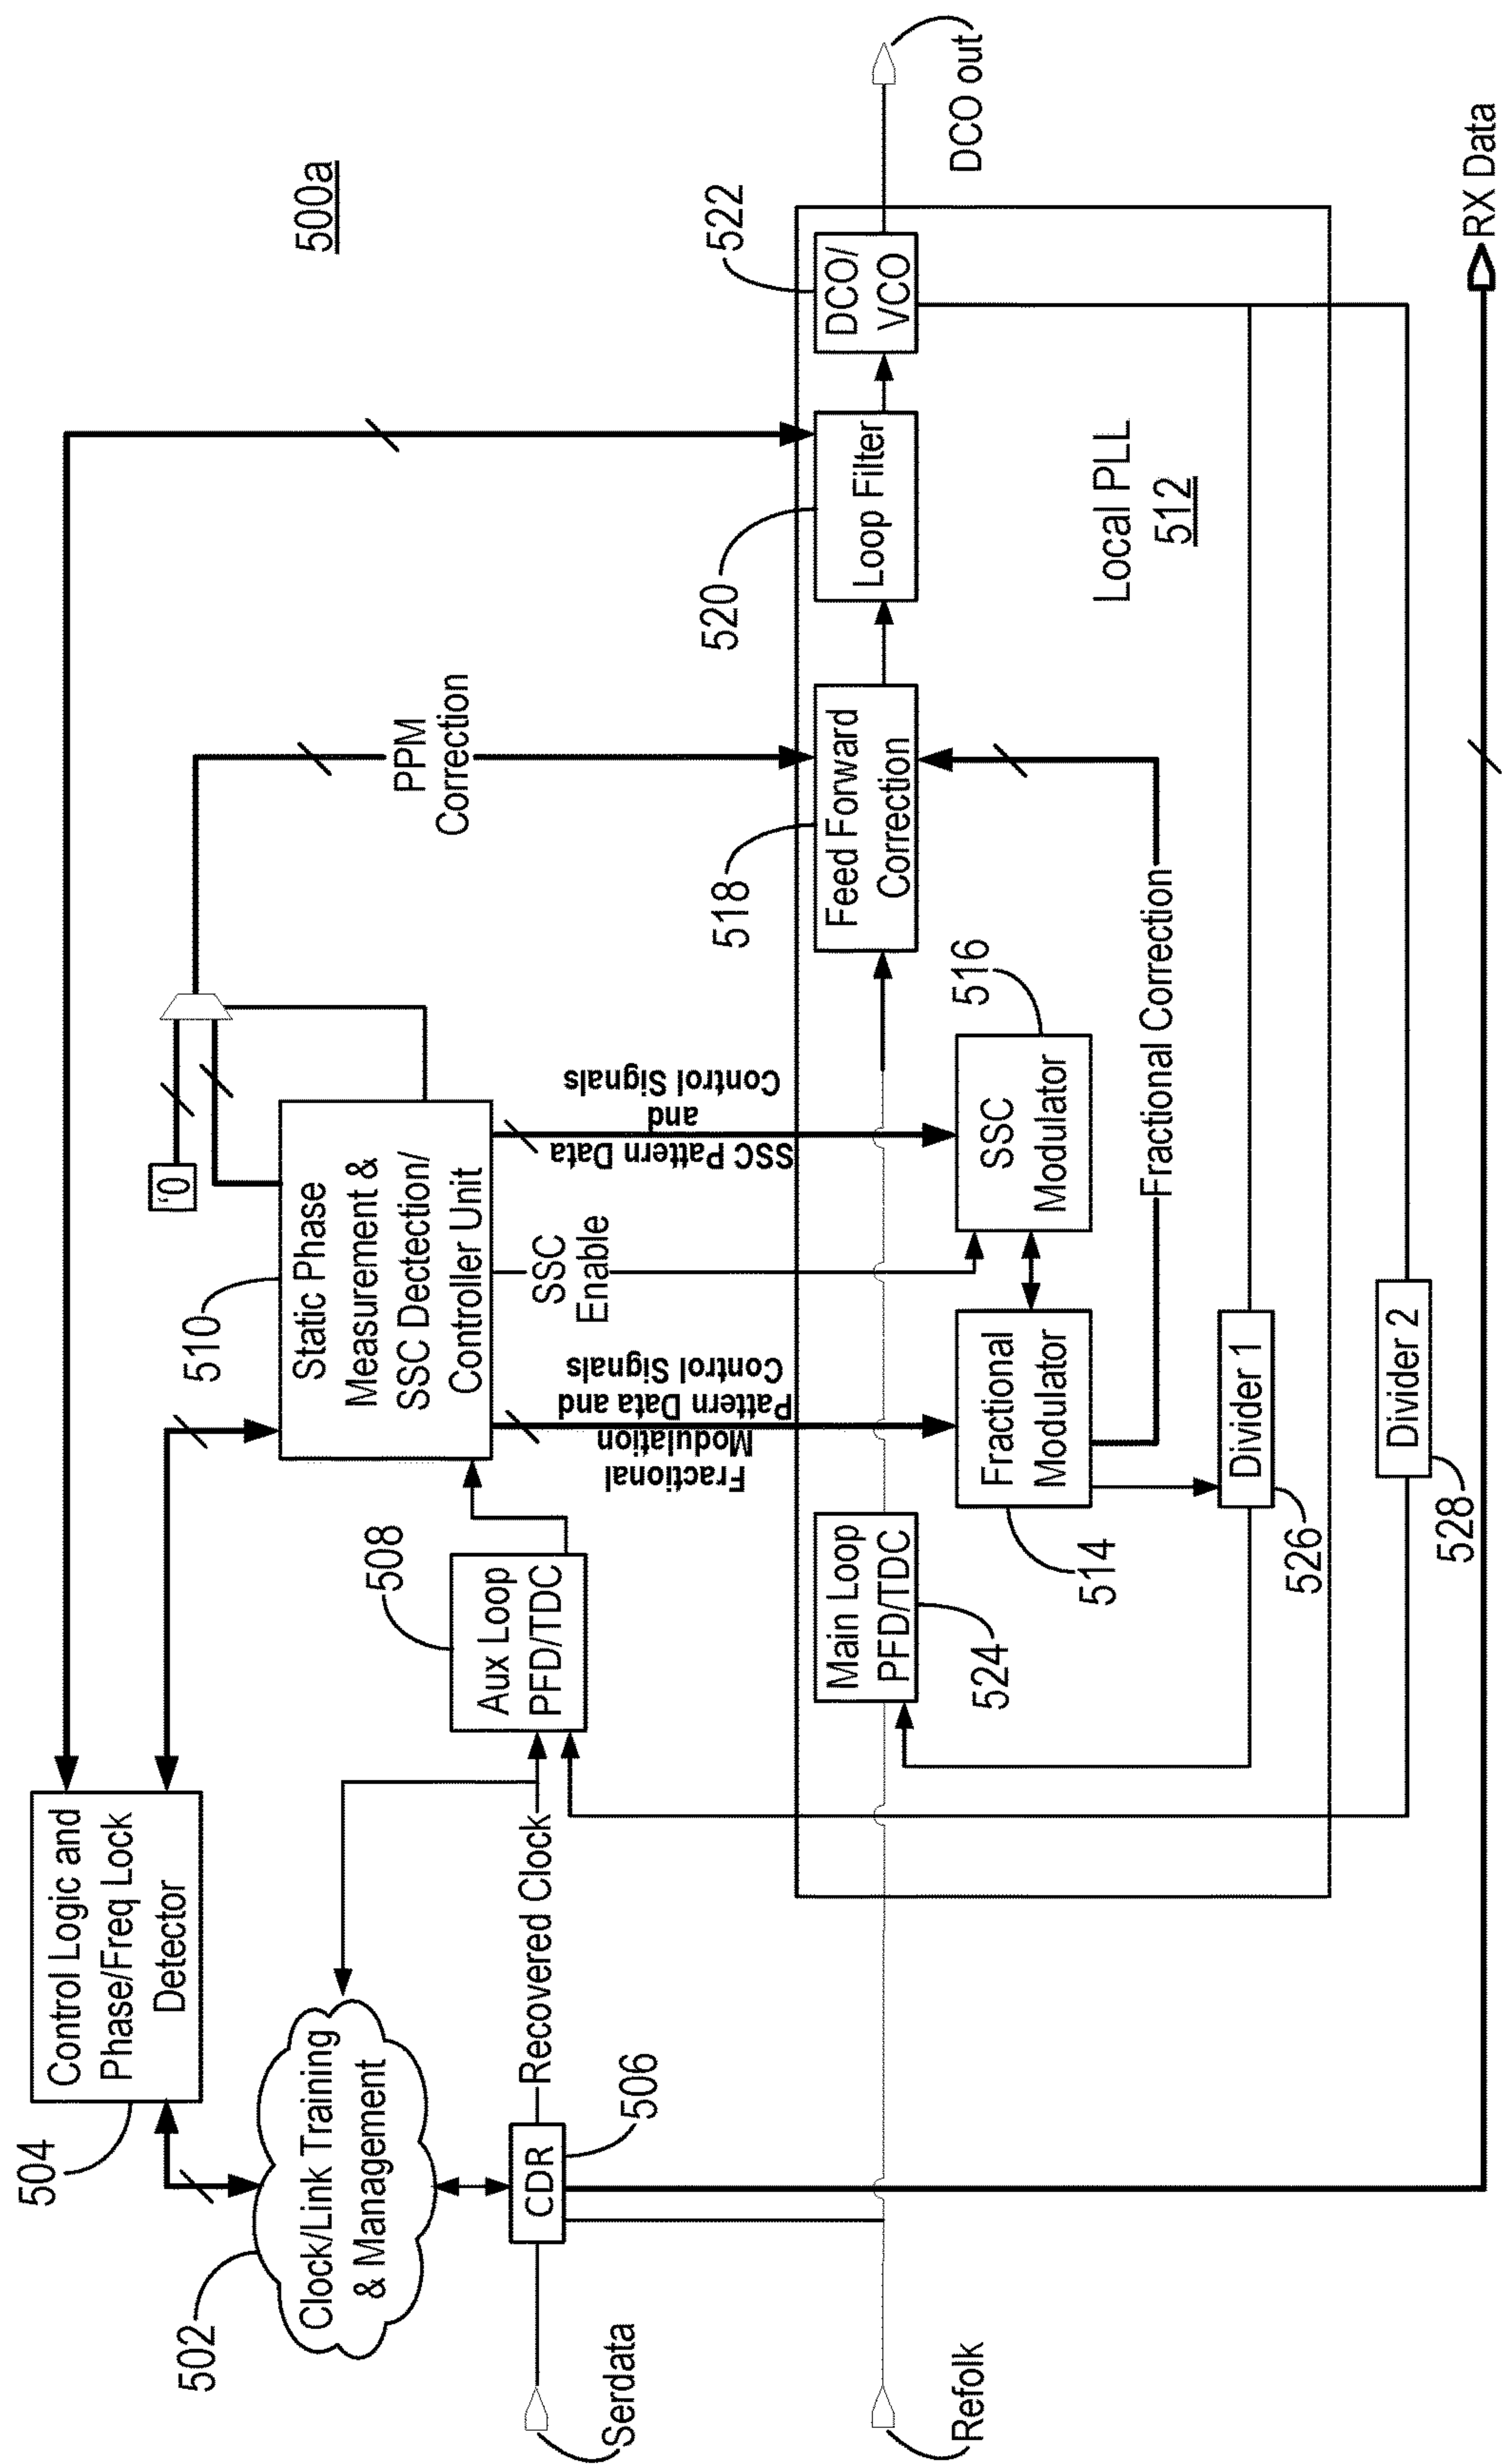 500a
504
Control Logic and
Phase/Freq Lock
Detector
502
Clock/Link Training
& Management
'0,
510
Static Phase
Measurement &
SSC Dectection/
Controller Unit
PPM
Correction
508
Aux Loop
PFD/TDC
Serdata
CDR
506
Recovered Clock
Fractional
Modulation
Pattern Data and
Control Signals
SSC
Enable
SSC Pattern Data
and
Control Signals
Refolk
Main Loop
PFD/TDC
524
518
Feed Forward
Correction
520
Loop Filter
522
DCO/
VCO
DCO out
Fractional
Modulator
514
SSC
Modulator
516
Local PLL
512
Fractional Correction
Divider 1
526
Divider 2
528
RX Data